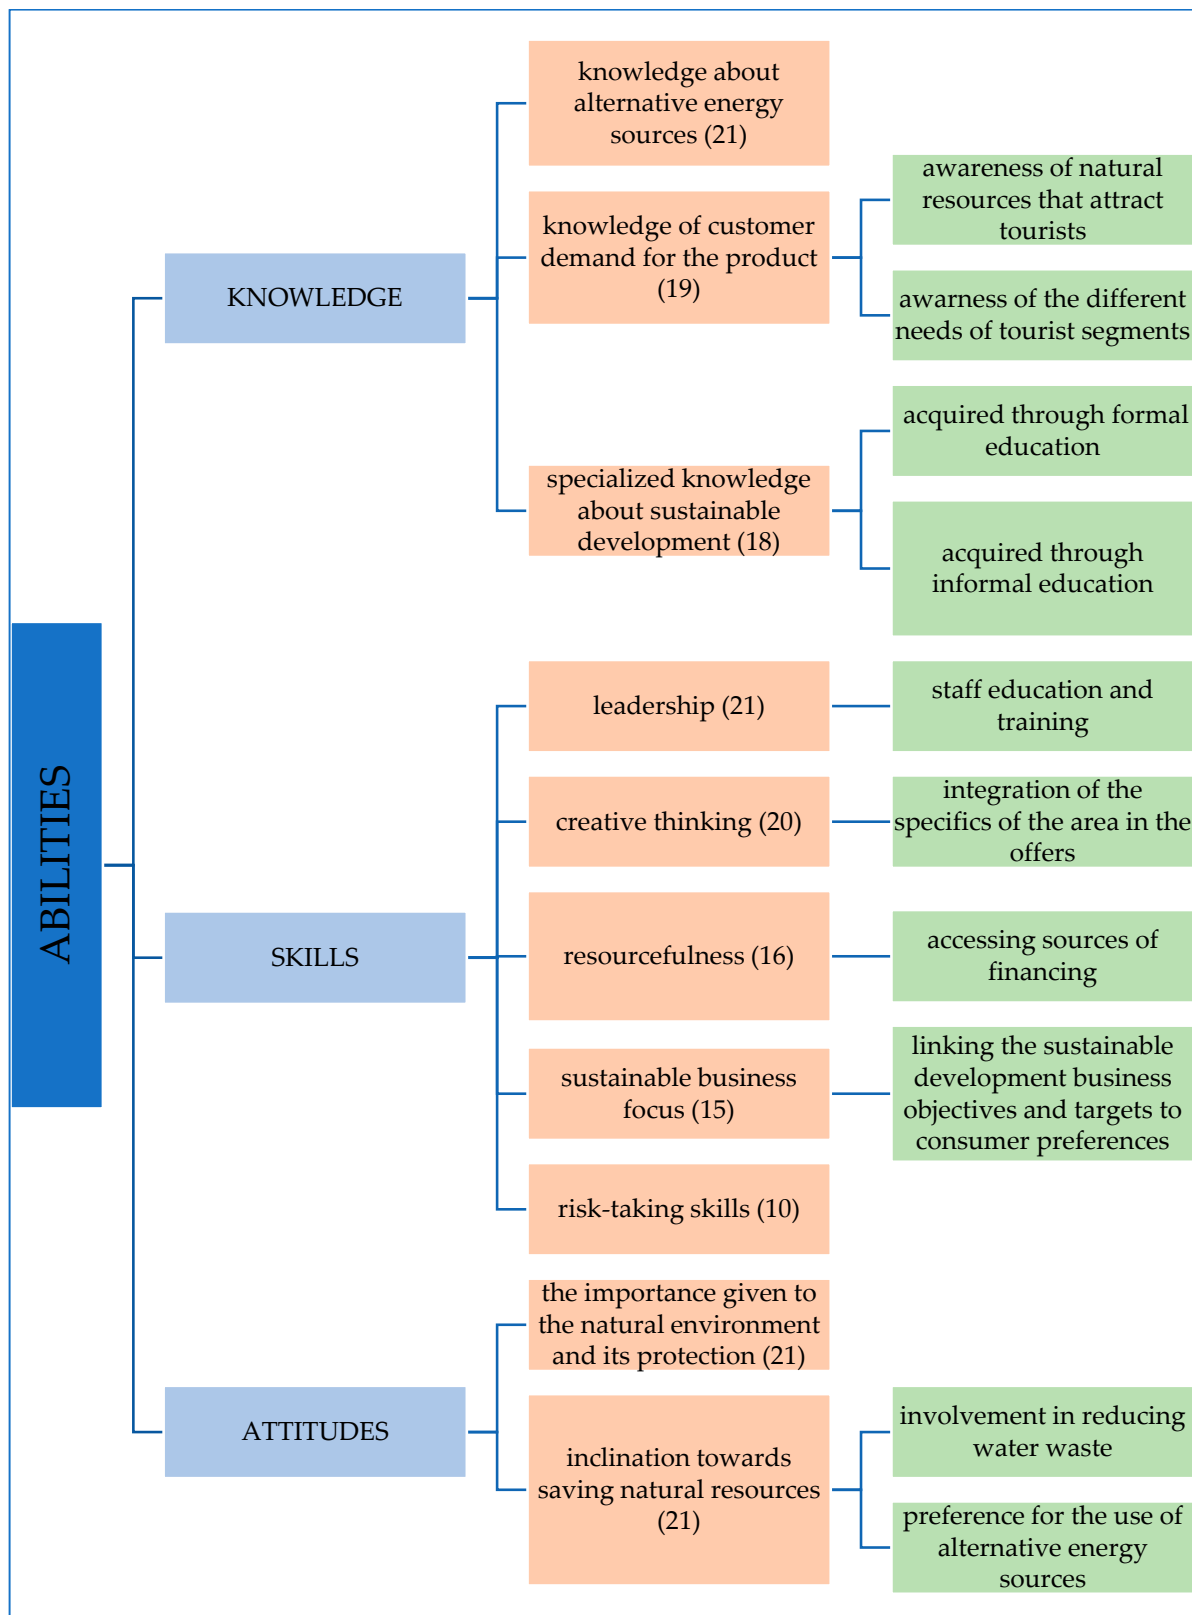 ABILITIES
KNOWLEDGE
knowledge about
alternative energy
sources (21)
knowledge of customer
demand for the product
(19)
awareness of natural
resources that attract
tourists
awarness of the different
needs of tourist segments
specialized knowledge
about sustainable
development (18)
acquired through formal
education
acquired through
informal education
SKILLS
leadership (21)
staff education and
training
creative thinking (20)
integration of the
specifics of the area in the
offers
resourcefulness (16)
accessing sources of
financing
sustainable business
focus (15)
linking the sustainable
development business
objectives and targets to
consumer preferences
risk-taking skills (10)
ATTITUDES
the importance given to
the natural environment
and its protection (21)
inclination towards
saving natural resources
(21)
involvement in reducing
water waste
preference for the use of
alternative energy
sources